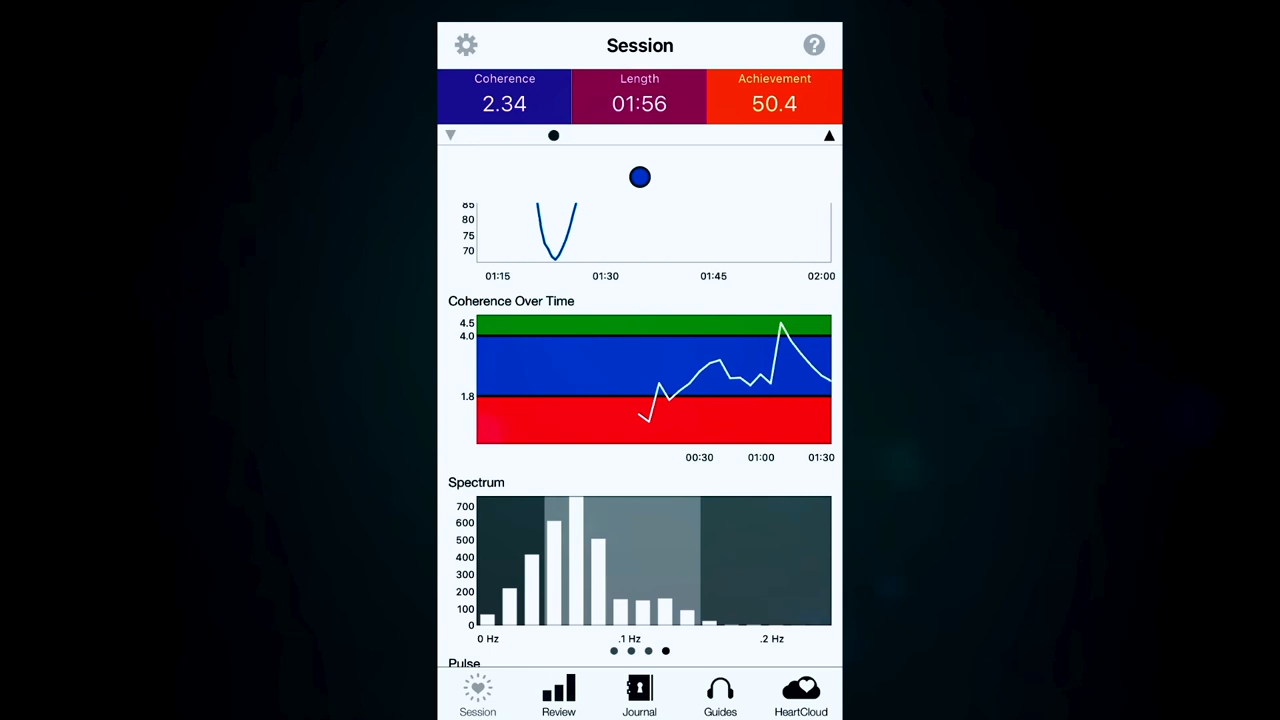 Session
Coherence Length Achievement
2.34 01:56 50.4
85
80
75
70
01:15 01:30 01:45 02:00
Coherence Over Time
4.5
4.0
1.8
00:30 01:00 01:30
Spectrum
700
600
500
400
300
200
100
0
0 Hz .1 Hz .2 Hz
Pulse
Session Review Journal Guides HeartCloud